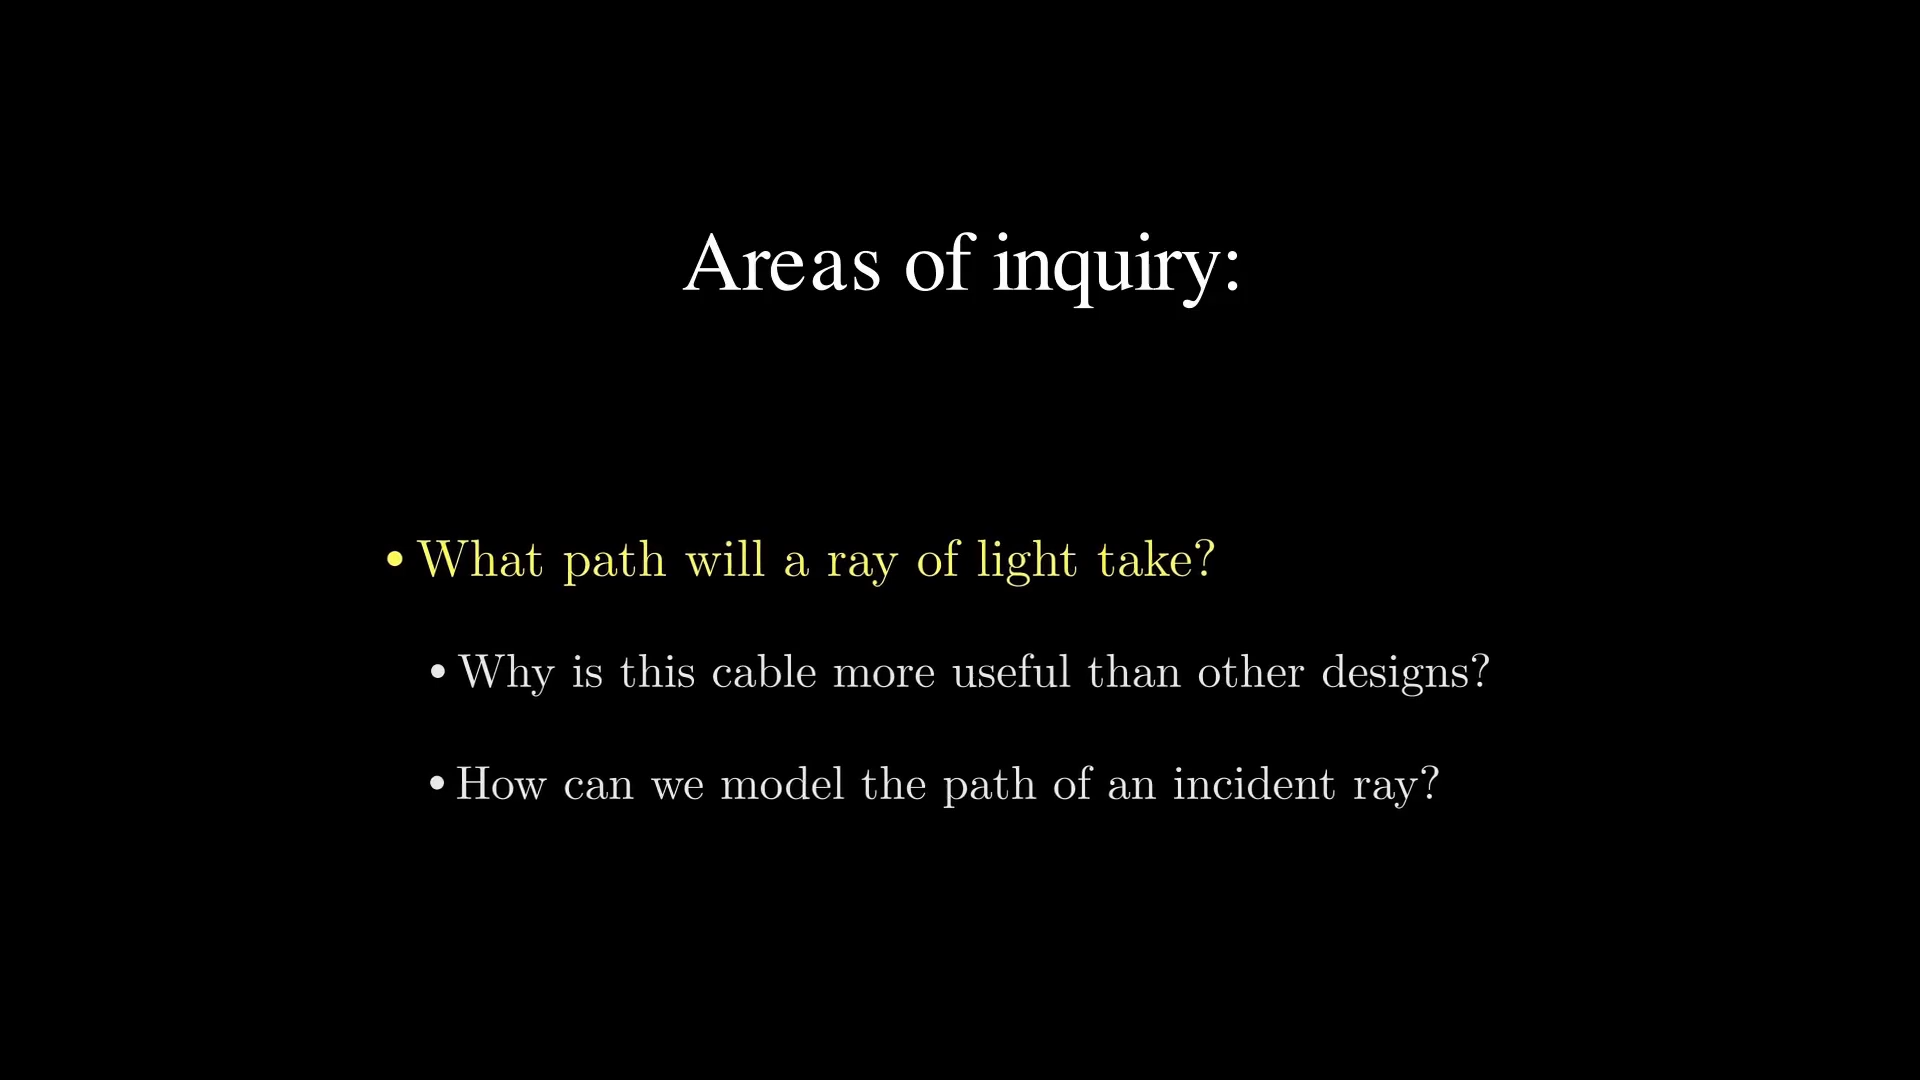 Areas of inquiry:
• What path will a ray of light take?
• Why is this cable more useful than other designs?
• How can we model the path of an incident ray?